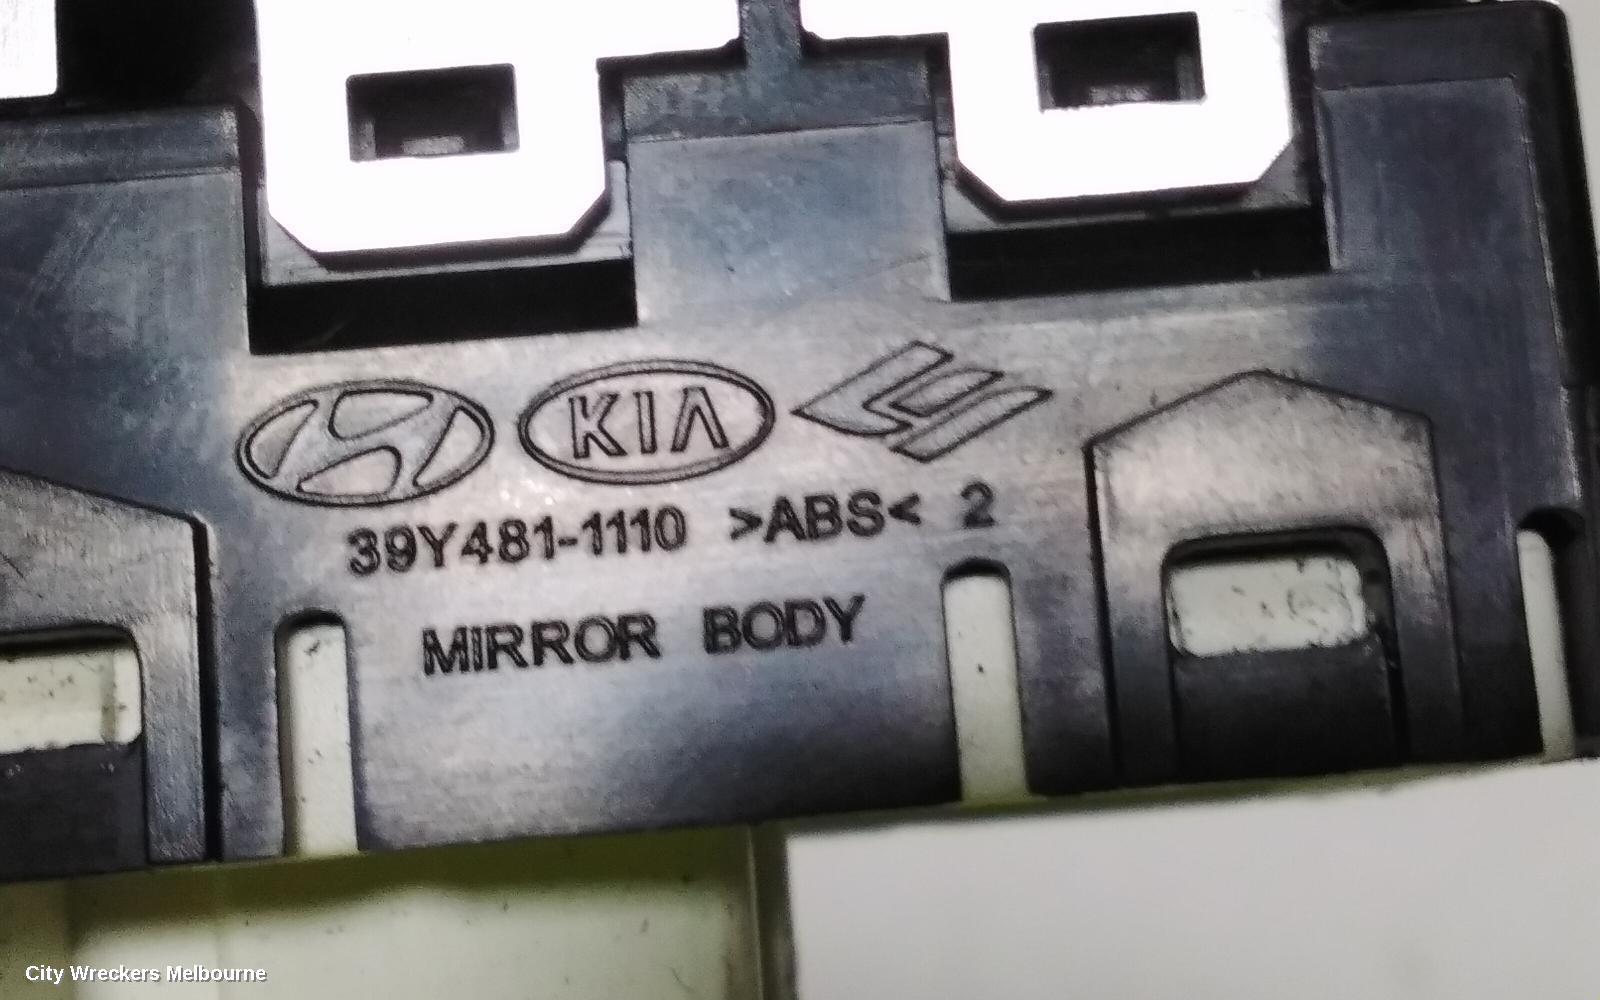 KIA
39Y481-1110 >ABS< 2
MIRROR BODY
City Wreckers Melbourne